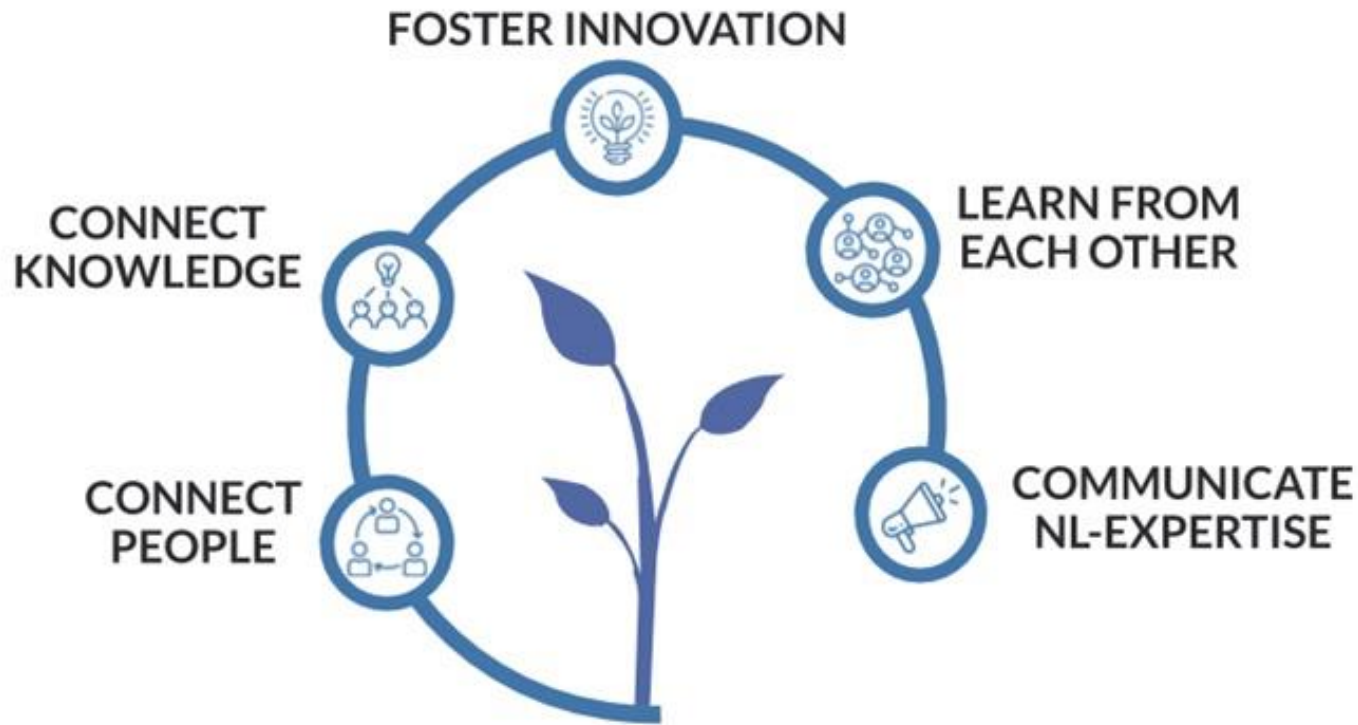 FOSTER INNOVATION
CONNECT
KNOWLEDGE
LEARN FROM
EACH OTHER
CONNECT
PEOPLE
COMMUNICATE
NL-EXPERTISE